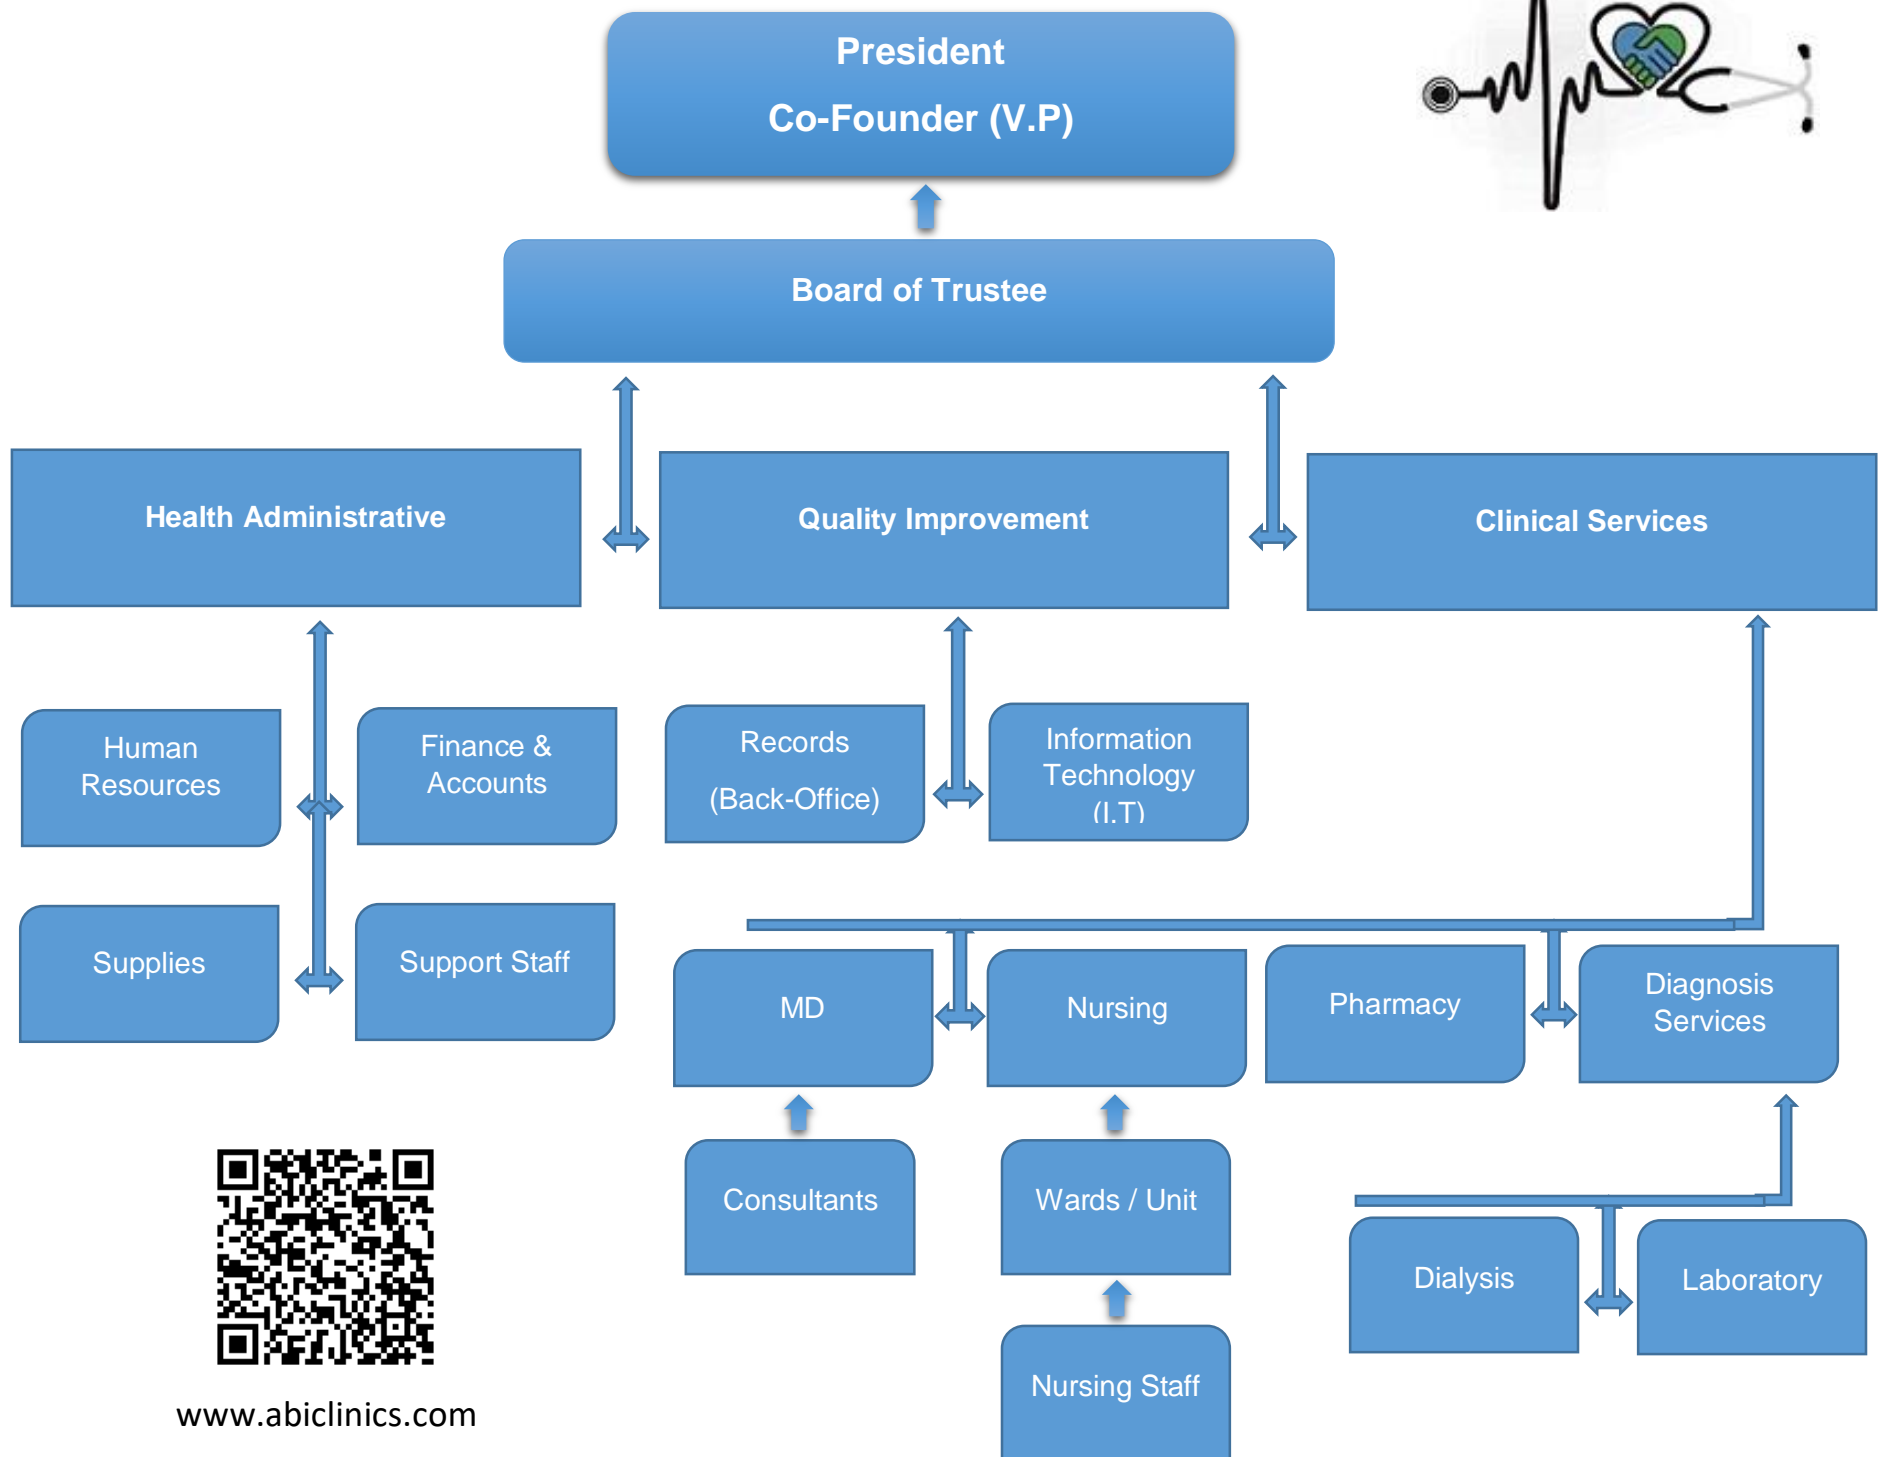 President
Co-Founder (V.P)
Board of Trustee
Health Administrative
Quality Improvement
Clinical Services
Human
Resources
Finance &
Accounts
Records
(Back-Office)
Information
Technology
(I.T)
Supplies
Support Staff
MD
Nursing
Pharmacy
Diagnosis
Services
Consultants
Wards / Unit
Dialysis
Laboratory
Nursing Staff
www.abiclinics.com